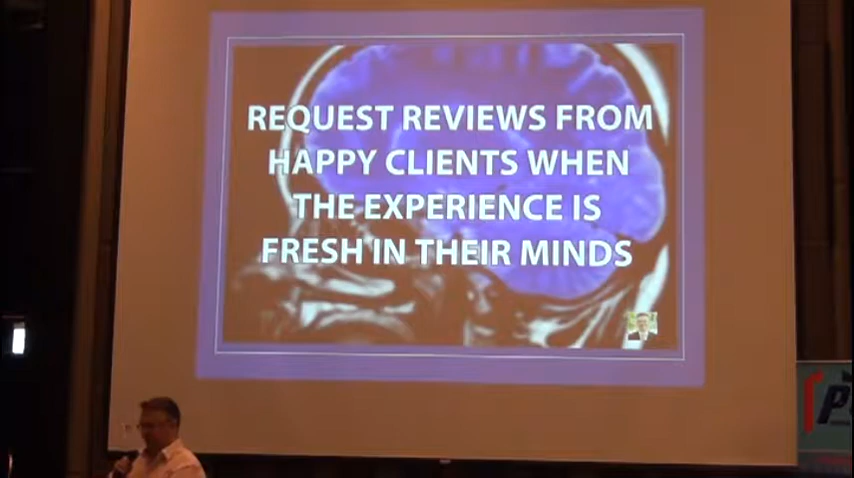 REQUEST REVIEWS FROM
HAPPY CLIENTS WHEN
THE EXPERIENCE IS
FRESH IN THEIR MINDS